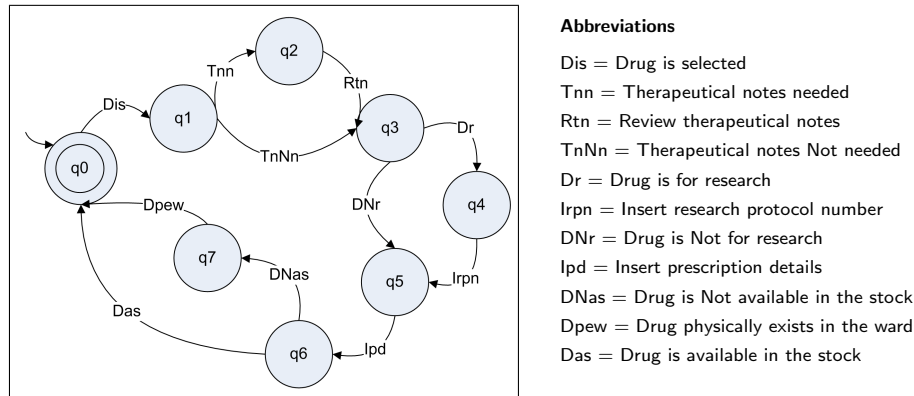 q2
Tnn
Rtn
Dis
q1
q3
Dr
TnNn
q0
q4
Dpew
DNr
q7
DNas
q5
Irpn
Das
q6
Ipd
Abbreviations
Dis = Drug is selected
Tnn = Therapeutical notes needed
Rtn = Review therapeutical notes
TnNn = Therapeutical notes Not needed
Dr = Drug is for research
Irpn = Insert research protocol number
DNr = Drug is Not for research
Ipd = Insert prescription details
DNas = Drug is Not available in the stock
Dpew = Drug physically exists in the ward
Das = Drug is available in the stock